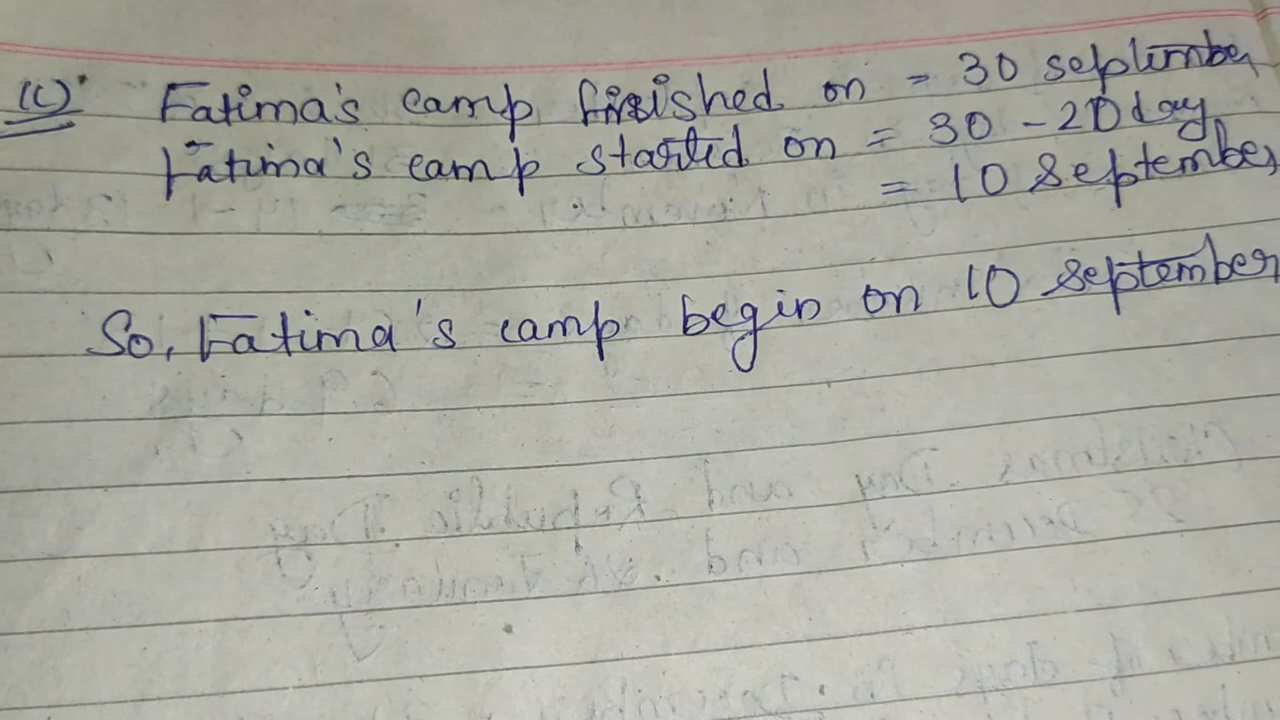 (c) Fatima's camp finished on = 30 september
Fatima's camp started on = 30 - 20 day
= 10 September
So, Fatima's camp begin on 10 September